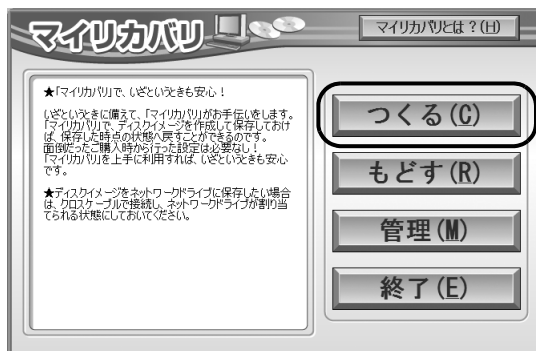 マイリカバリ
マイリカバリとは？(H)
★「マイリカバリ」で、いざというときも安心！
いざというときに備えて、「マイリカバリ」がお手伝いをします。
「マイリカバリ」で、ディスクイメージを作成して保存しておけ
ば、保存した時点の状態へ戻すことができるのです。
面倒だったご購入時から行った設定は必要なし！
「マイリカバリ」を上手に利用すれば、いざというときも安心
です。
★ディスクイメージをネットワークドライブに保存したい場合
は、クロスケーブルで接続し、ネットワークドライブが割り当
てられる状態にしておいてください。
つくる(C)
もどす(R)
管理(M)
終了(E)